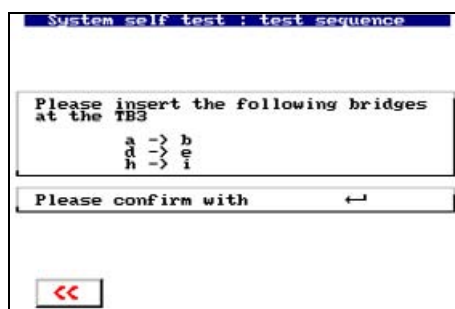 System self test : test sequence
Please insert the following bridges
at the TB3
a -> b
d -> e
h -> i
Please confirm with ↵
<<